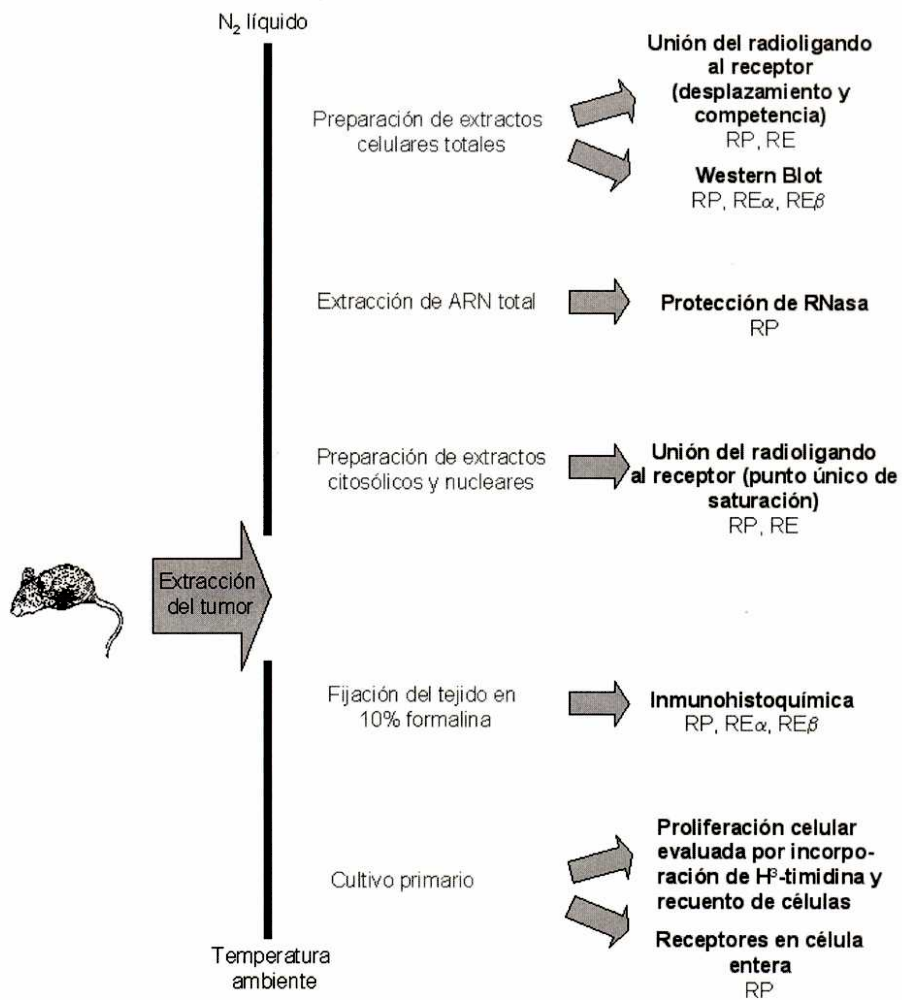 N₂ líquido
Preparación de extractos
celulares totales
Unión del radioligando
al receptor
(desplazamiento y
competencia)
RP, RE
Western Blot
RP, REα, REβ
Extracción de ARN total
Protección de RNasa
RP
Preparación de extractos
citosólicos y nucleares
Unión del radioligando
al receptor (punto único de
saturación)
RP, RE
Extracción
del tumor
Fijación del tejido en
10% formalina
Inmunohistoquímica
RP, REα, REβ
Cultivo primario
Proliferación celular
evaluada por incorpo-
ración de H³-timidina y
recuento de células
Receptores en célula
entera
RP
Temperatura
ambiente